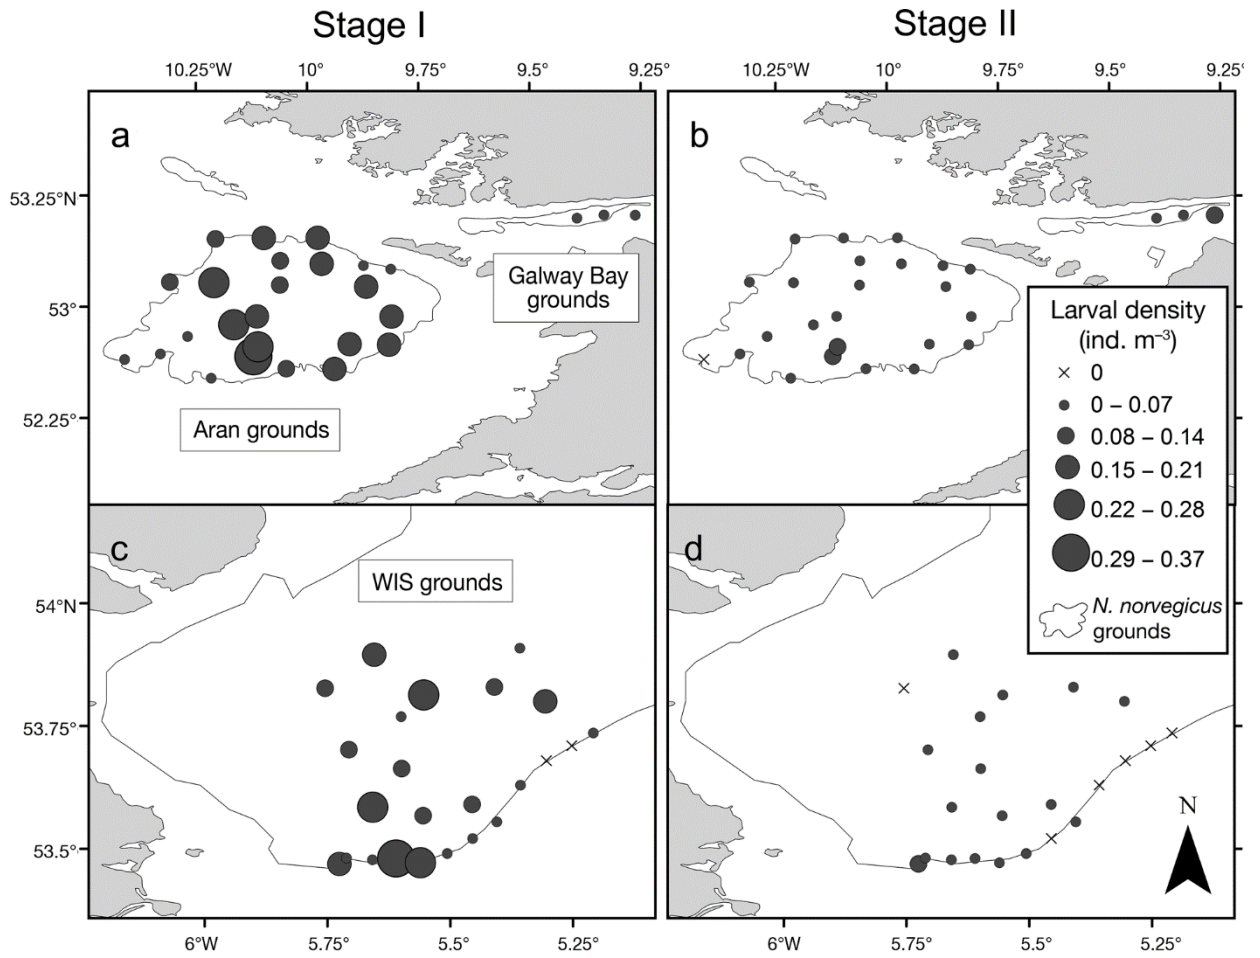 Stage I
Stage II
10.25°W 10° 9.75° 9.5° 9.25°
10.25°W 10° 9.75° 9.5° 9.25°
a
b
53.25°N
53°
52.25°
Galway Bay
grounds
Aran grounds
Larval density
(ind. m⁻³)
0
0 – 0.07
0.08 – 0.14
0.15 – 0.21
0.22 – 0.28
0.29 – 0.37
N. norvegicus
grounds
c
d
WIS grounds
54°N
53.75°
53.5°
N
6°W 5.75° 5.5° 5.25°
6°W 5.75° 5.5° 5.25°